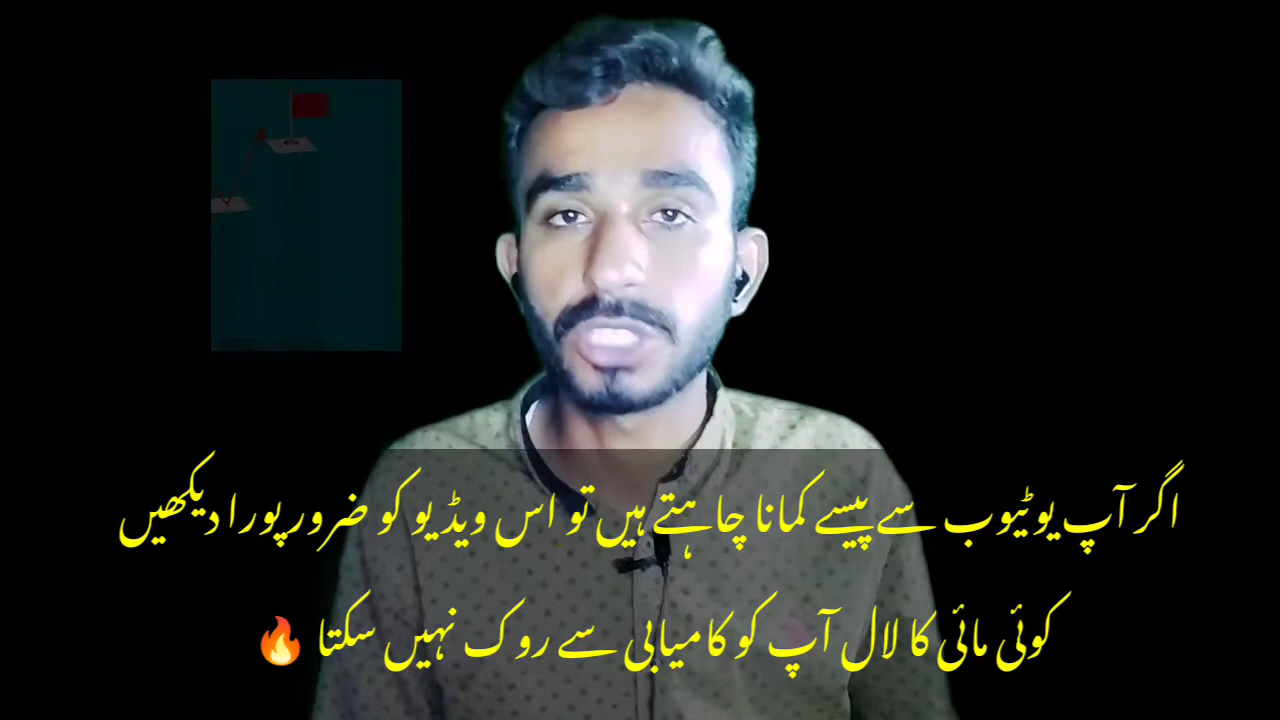 اگر آپ یوٹیوب سے پیسے کمانا چاہتے ہیں تو اس ویڈیو کو ضرور پورا دیکھیں
کوئی مائی کا لال آپ کو کامیابی سے روک نہیں سکتا 🔥